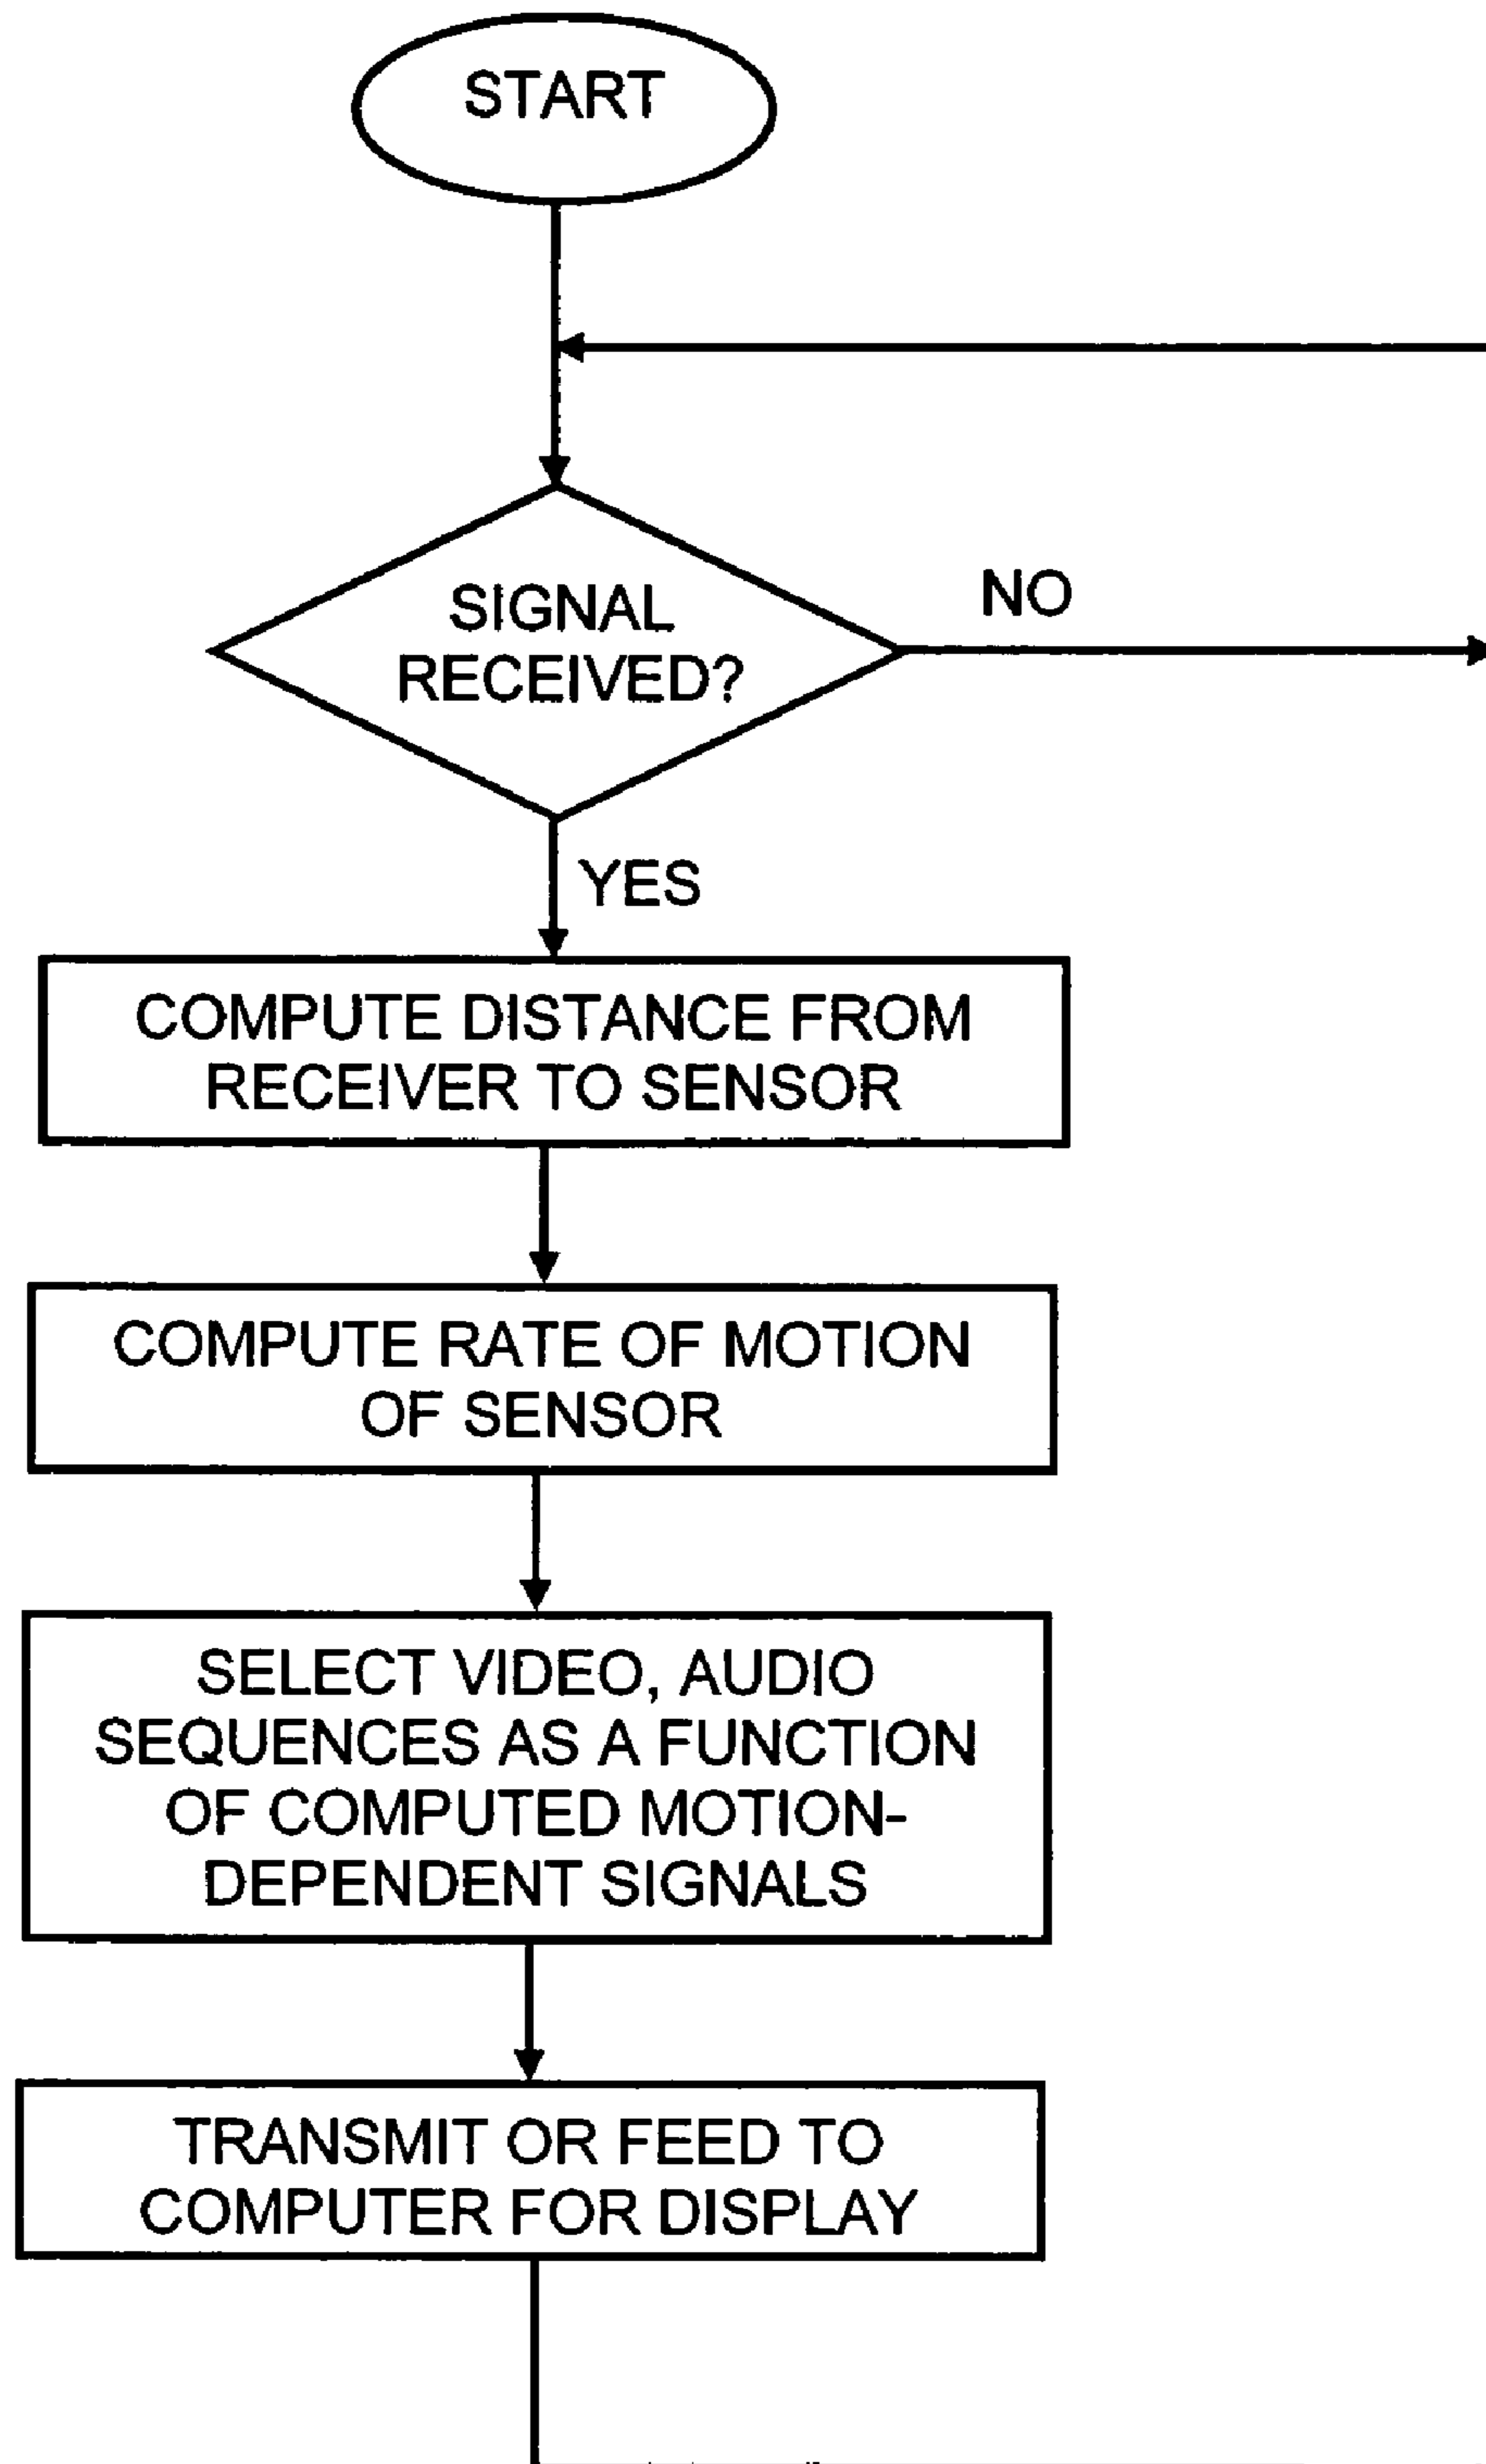 START
SIGNAL
RECEIVED?
NO
YES
COMPUTE DISTANCE FROM
RECEIVER TO SENSOR
COMPUTE RATE OF MOTION
OF SENSOR
SELECT VIDEO, AUDIO
SEQUENCES AS A FUNCTION
OF COMPUTED MOTION-
DEPENDENT SIGNALS
TRANSMIT OR FEED TO
COMPUTER FOR DISPLAY